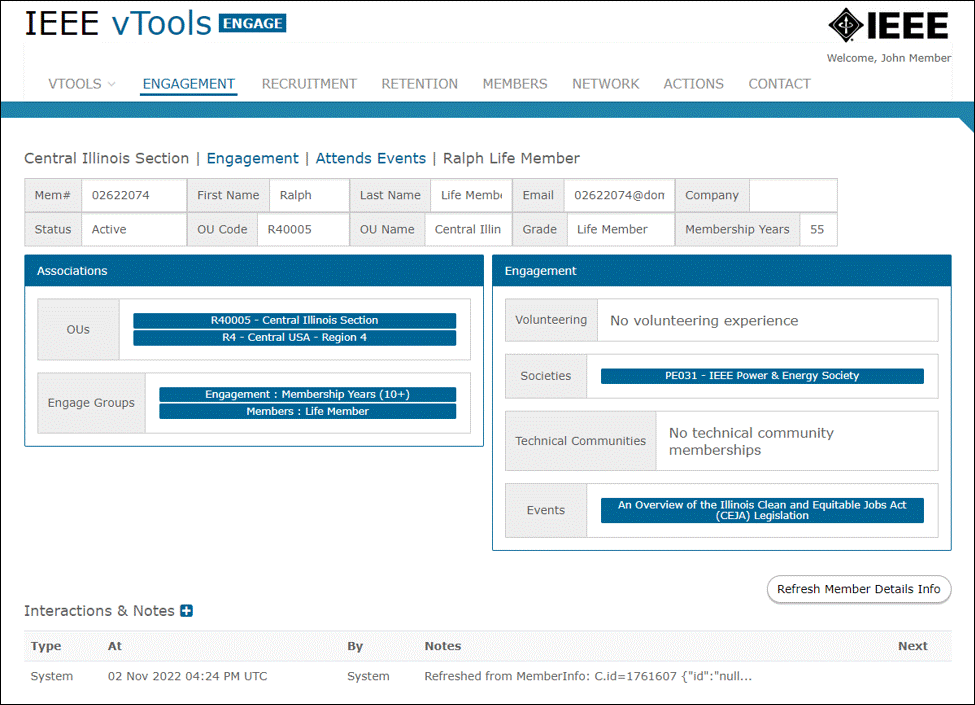 IEEE vTools ENGAGE
IEEE
Welcome, John Member
VTOOLS ENGAGEMENT RECRUITMENT RETENTION MEMBERS NETWORK ACTIONS CONTACT
Central Illinois Section | Engagement | Attends Events | Ralph Life Member
Mem# 02622074 First Name Ralph Last Name Life Membe Email 02622074@don Company
Status Active OU Code R40005 OU Name Central Illin Grade Life Member Membership Years 55
Associations
OUs
R40005 - Central Illinois Section
R4 - Central USA - Region 4
Engage Groups
Engagement : Membership Years (10+)
Members : Life Member
Engagement
Volunteering No volunteering experience
Societies PE031 - IEEE Power & Energy Society
Technical Communities
No technical community
memberships
Events
An Overview of the Illinois Clean and Equitable Jobs Act
(CEJA) Legislation
Refresh Member Details Info
Interactions & Notes
Type At By Notes Next
System 02 Nov 2022 04:24 PM UTC System Refreshed from MemberInfo: C.id=1761607 {"id":"null...